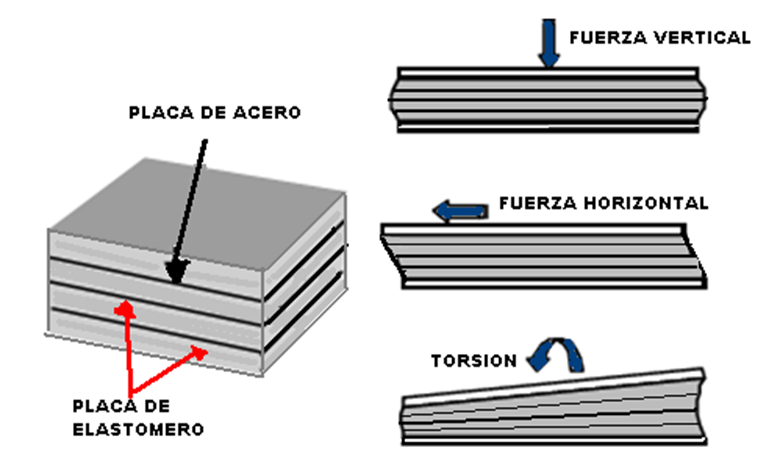 FUERZA VERTICAL
PLACA DE ACERO
FUERZA HORIZONTAL
TORSION
PLACA DE
ELASTOMERO